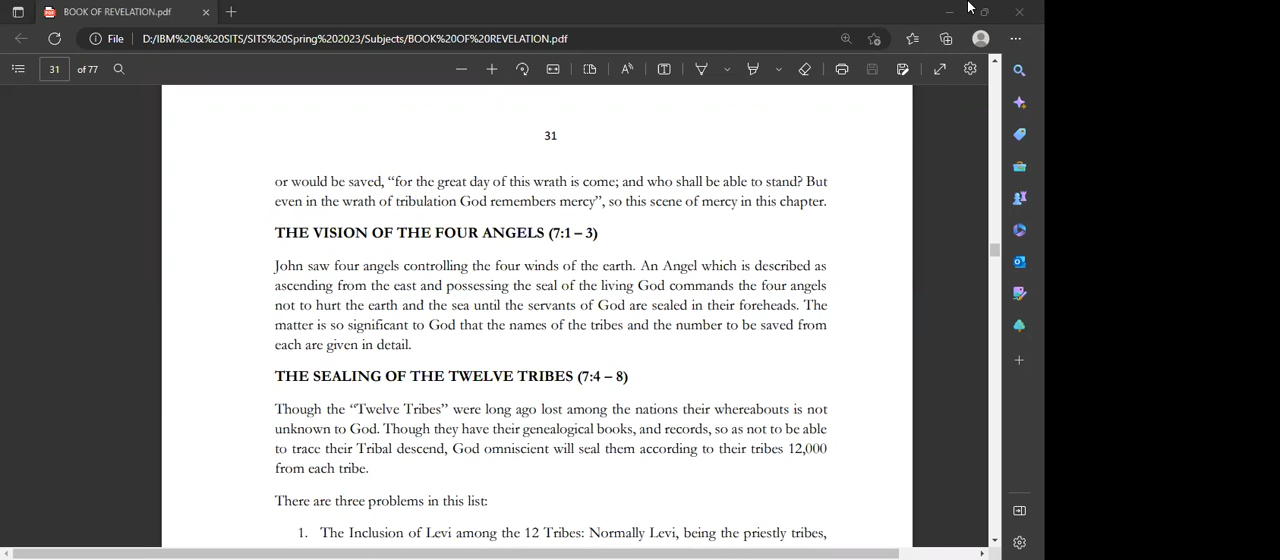 BOOK OF REVELATION.pdf
File
D:/IBM%20&%20SITS/SITS%20Spring%202023/Subjects/BOOK%20OF%20REVELATION.pdf
31 of 77
31
or would be saved, “for the great day of this wrath is come; and who shall be able to stand? But
even in the wrath of tribulation God remembers mercy”, so this scene of mercy in this chapter.
THE VISION OF THE FOUR ANGELS (7:1 – 3)
John saw four angels controlling the four winds of the earth. An Angel which is described as
ascending from the east and possessing the seal of the living God commands the four angels
not to hurt the earth and the sea until the servants of God are sealed in their foreheads. The
matter is so significant to God that the names of the tribes and the number to be saved from
each are given in detail.
THE SEALING OF THE TWELVE TRIBES (7:4 – 8)
Though the “Twelve Tribes” were long ago lost among the nations their whereabouts is not
unknown to God. Though they have their genealogical books, and records, so as not to be able
to trace their Tribal descend, God omniscient will seal them according to their tribes 12,000
from each tribe.
There are three problems in this list:
1. The Inclusion of Levi among the 12 Tribes: Normally Levi, being the priestly tribes,